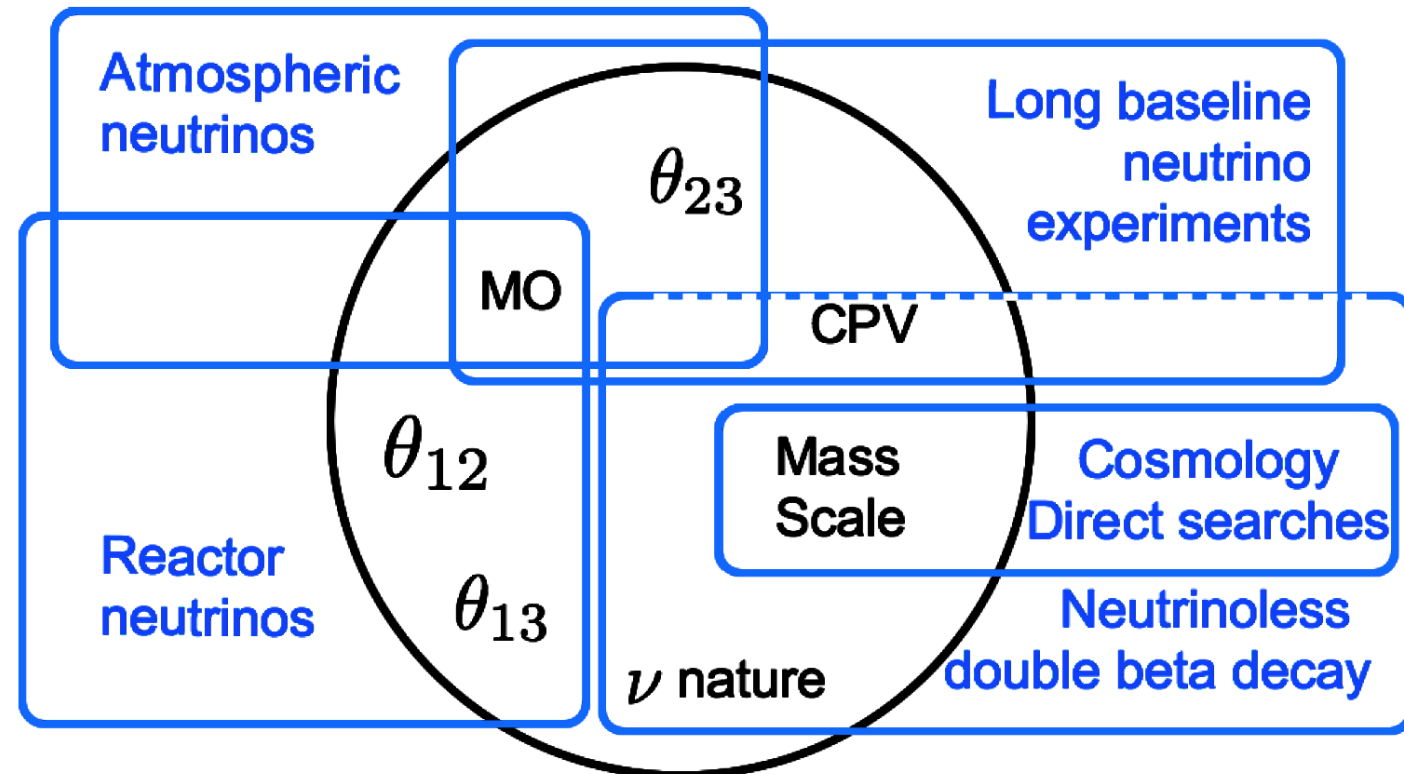 Atmospheric
neutrinos
Long baseline
neutrino
experiments
θ₂₃
MO
CPV
θ₁₂
Mass
Scale
Cosmology
Direct searches
Reactor
neutrinos
θ₁₃
Neutrinoless
double beta decay
ν nature